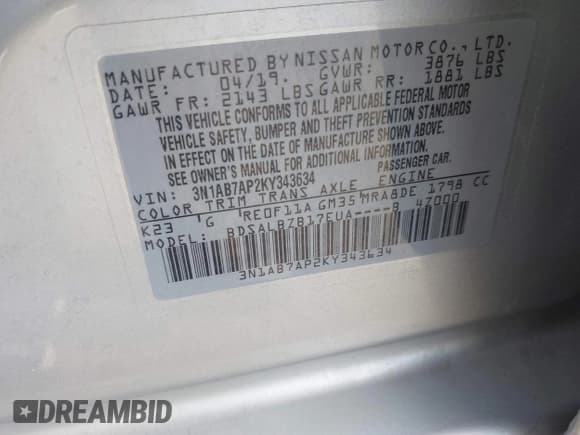 MANUFACTURED BY NISSAN MOTOR CO., LTD.
DATE: 04/19. GVWR: 3876 LBS
GAWR FR: 2143 LBS GAWR RR: 1881 LBS
THIS VEHICLE CONFORMS TO ALL APPLICABLE FEDERAL MOTOR
VEHICLE SAFETY, BUMPER AND THEFT PREVENTION STANDARDS
IN EFFECT ON THE DATE OF MANUFACTURE SHOWN ABOVE.
SEE OWNER'S MANUAL FOR ADDITIONAL INFORMATION.
VIN: 3N1AB7AP2KY343634 PASSENGER CAR.
COLOR TRIM TRANS AXLE ENGINE
K23 'G 'RE0F11A GM35'MRA8DE 1798 CC
MODEL: BDSALBZB17EUA----B 47000
3N1AB7AP2KY343634
DREAMBID